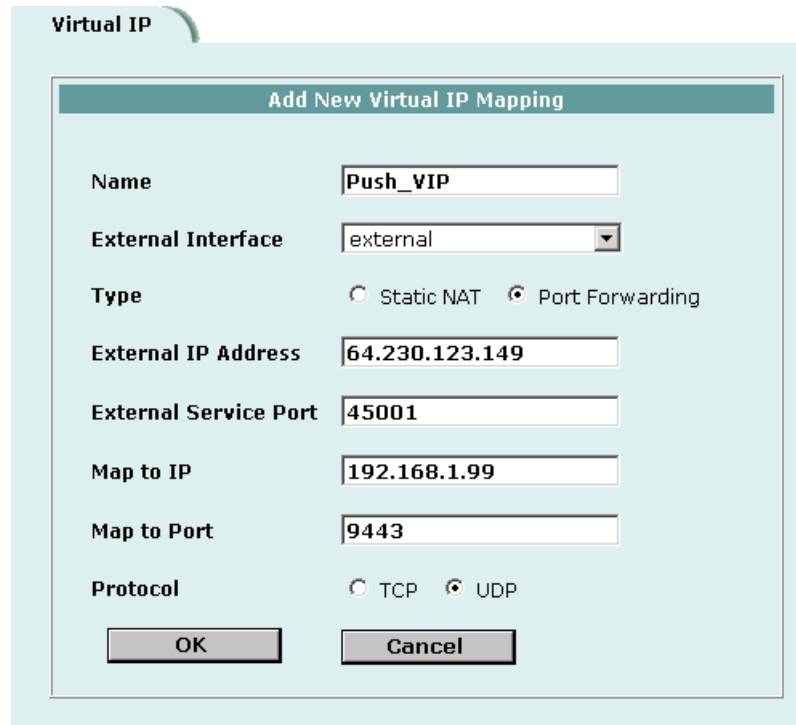 Virtual IP
Add New Virtual IP Mapping
Name Push_VIP
External Interface external
Type Static NAT Port Forwarding
External IP Address 64.230.123.149
External Service Port 45001
Map to IP 192.168.1.99
Map to Port 9443
Protocol TCP UDP
OK Cancel